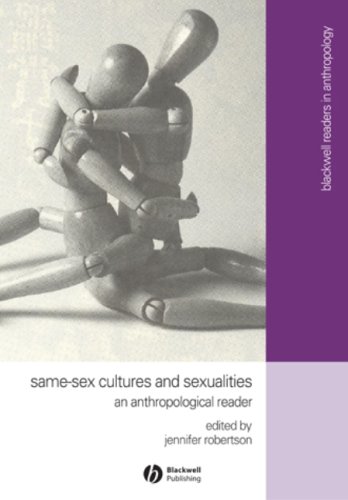 blackwell readers in anthropology
same-sex cultures and sexualities
an anthropological reader
edited by
jennifer robertson
Blackwell
Publishing